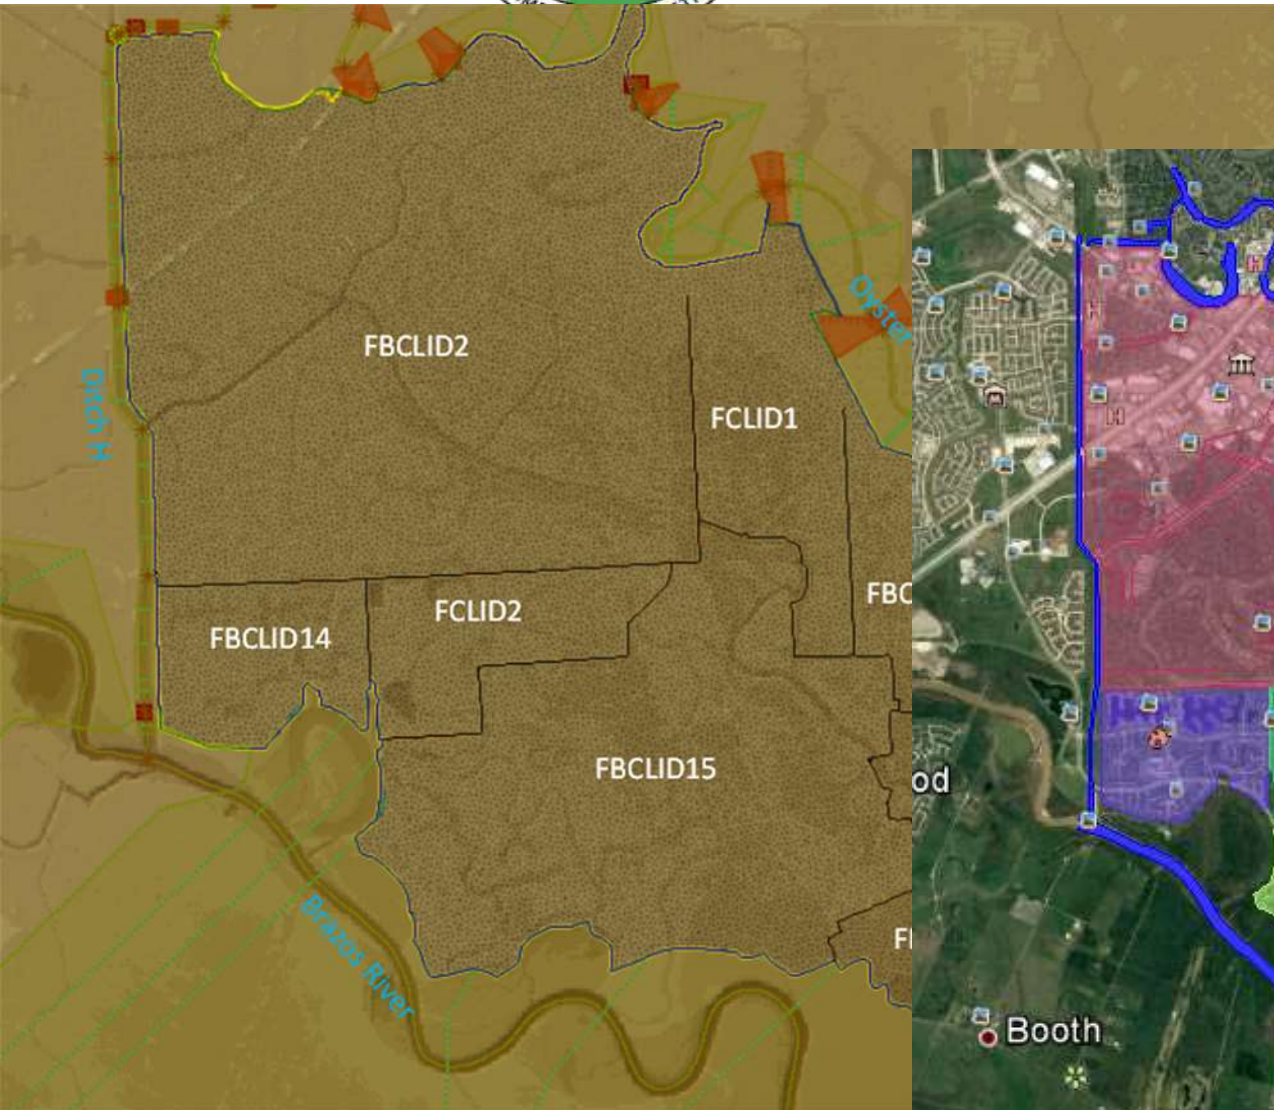 FBCLID2
Oyster
Ditch H
FCLID1
FBCLID14
FCLID2
FBC
FBCLID15
od
Brazos River
Booth